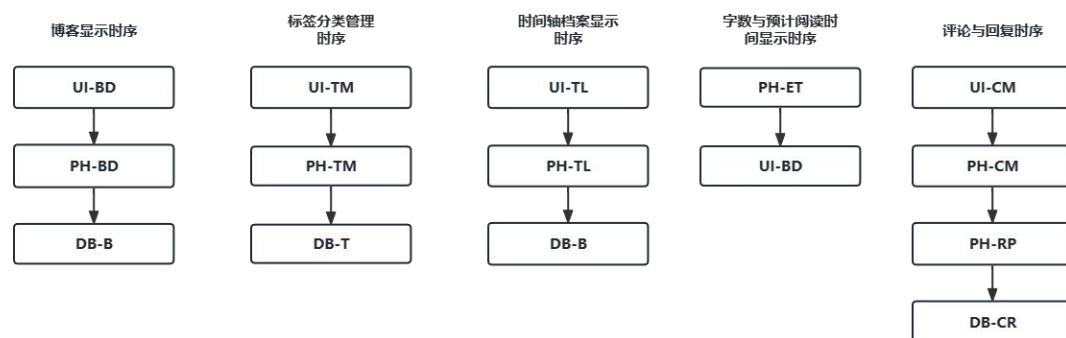 博客显示时序
UI-BD
PH-BD
DB-B
标签分类管理
时序
UI-TM
PH-TM
DB-T
时间轴档案显示
时序
UI-TL
PH-TL
DB-B
字数与预计阅读时
间显示时序
PH-ET
UI-BD
评论与回复时序
UI-CM
PH-CM
PH-RP
DB-CR